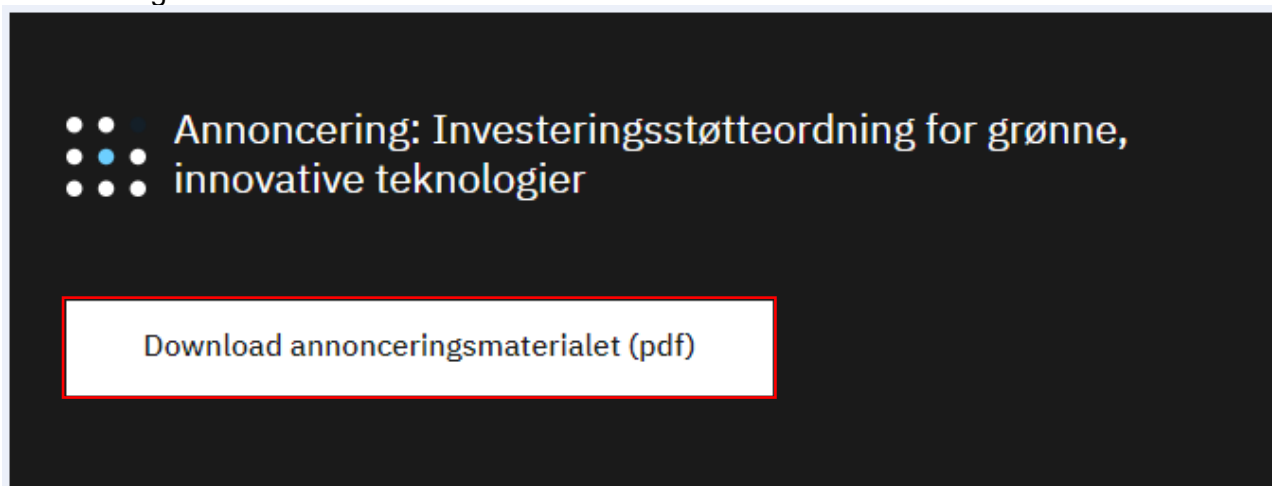 Annoncering: Investeringsstøtteordning for grønne,
innovative teknologier
Download annonceringsmaterialet (pdf)